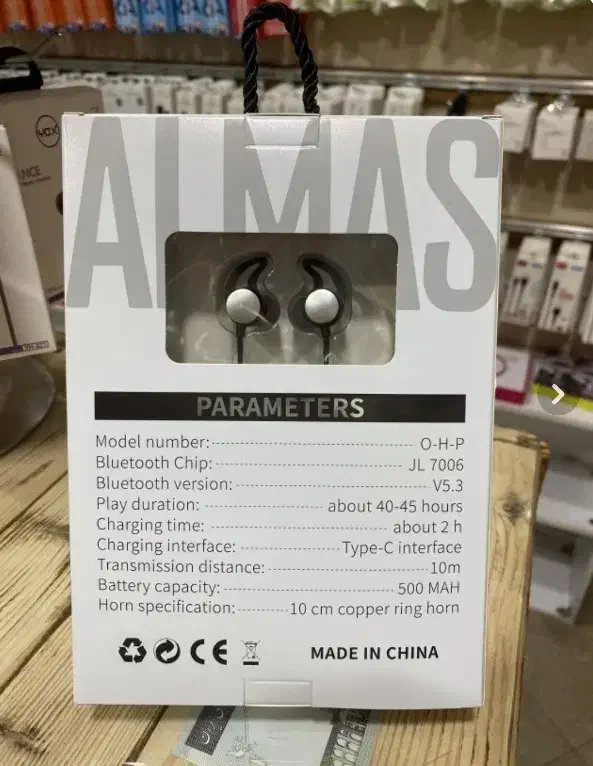 ALMAS
YOX
PARAMETERS
Model number: O-H-P
Bluetooth Chip: JL 7006
Bluetooth version: V5.3
Play duration: about 40-45 hours
Charging time: about 2 h
Charging interface: Type-C interface
Transmission distance: 10m
Battery capacity: 500 MAH
Horn specification: 10 cm copper ring horn
CE
MADE IN CHINA